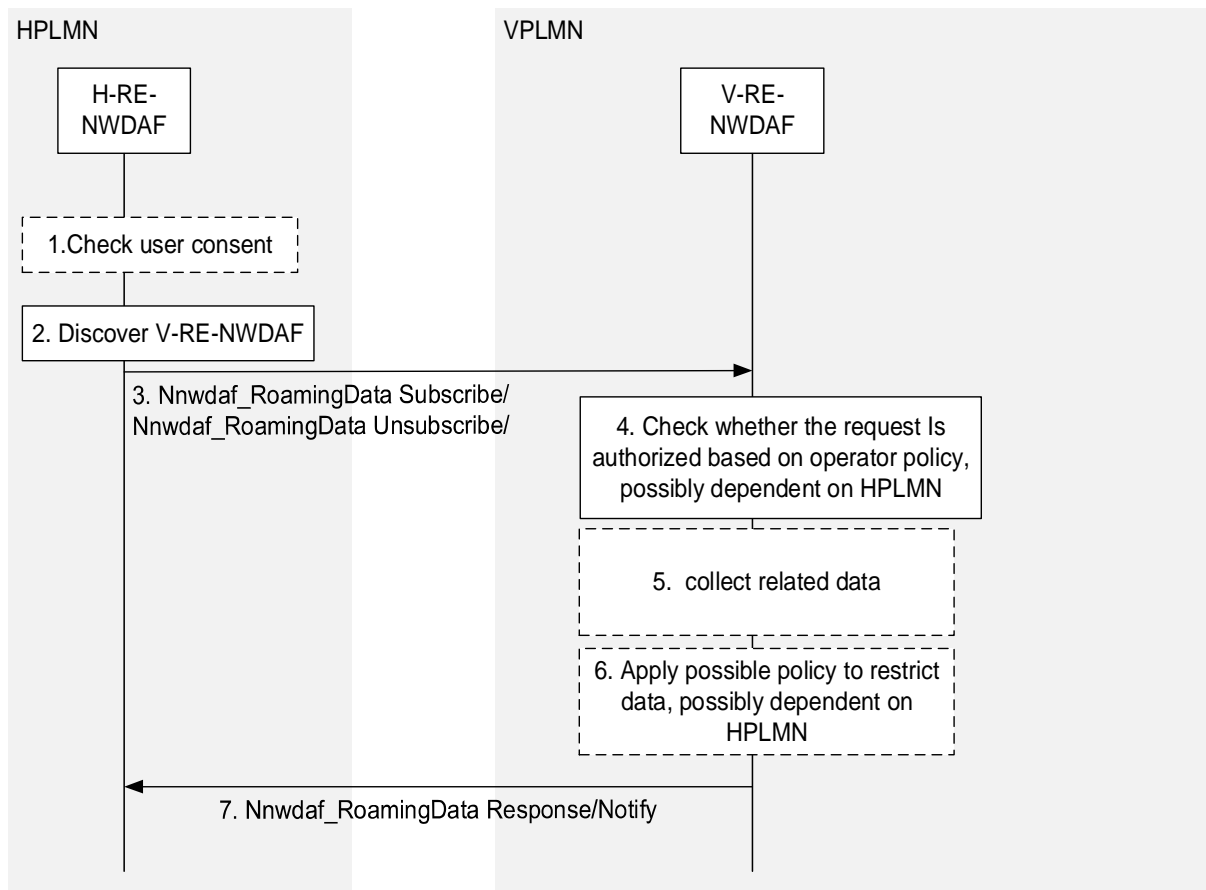 HPLMN
VPLMN
H-RE-
NWDAF
V-RE-
NWDAF
1.Check user consent
2. Discover V-RE-NWDAF
3. Nnwdaf_RoamingData Subscribe/
Nnwdaf_RoamingData Unsubscribe/
4. Check whether the request Is
authorized based on operator policy,
possibly dependent on HPLMN
5. collect related data
6. Apply possible policy to restrict
data, possibly dependent on
HPLMN
7. Nnwdaf_RoamingData Response/Notify